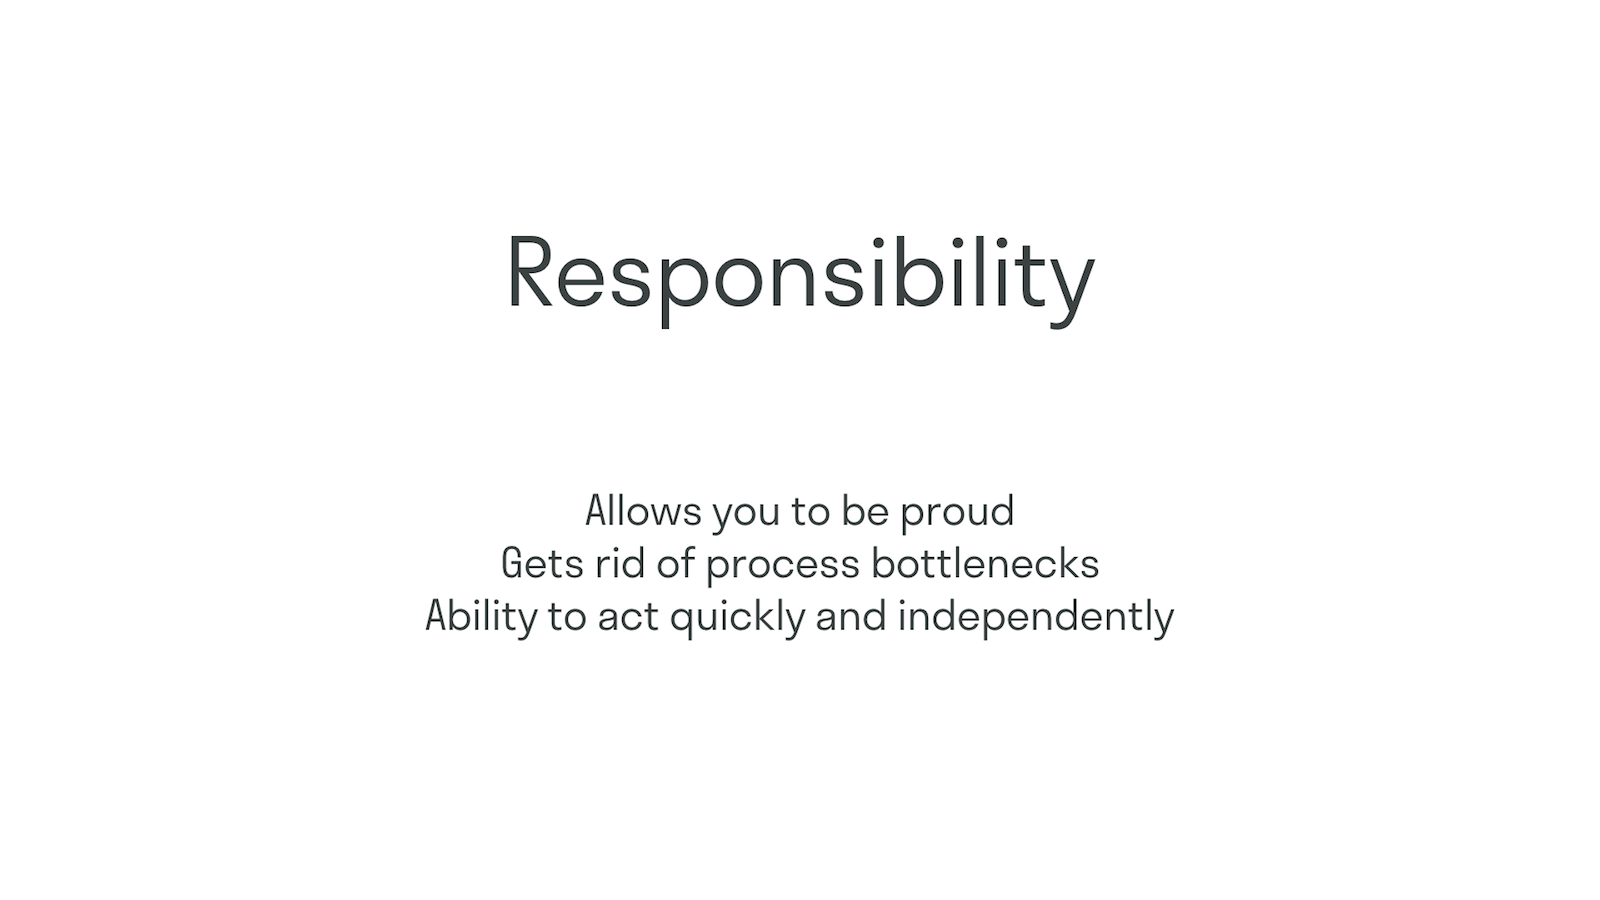 Responsibility
Allows you to be proud
Gets rid of process bottlenecks
Ability to act quickly and independently